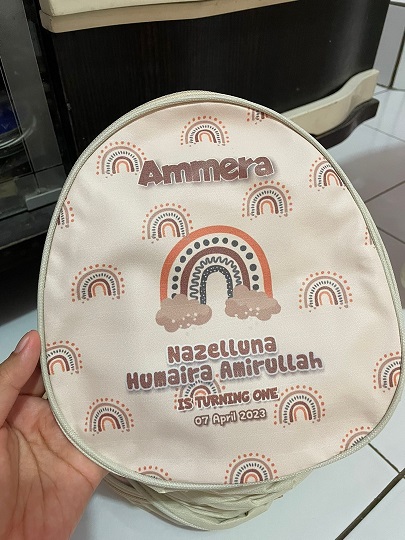 Ammera
Nazelluna
Humaira Amirullah
IS TURNING ONE
07 April 2023